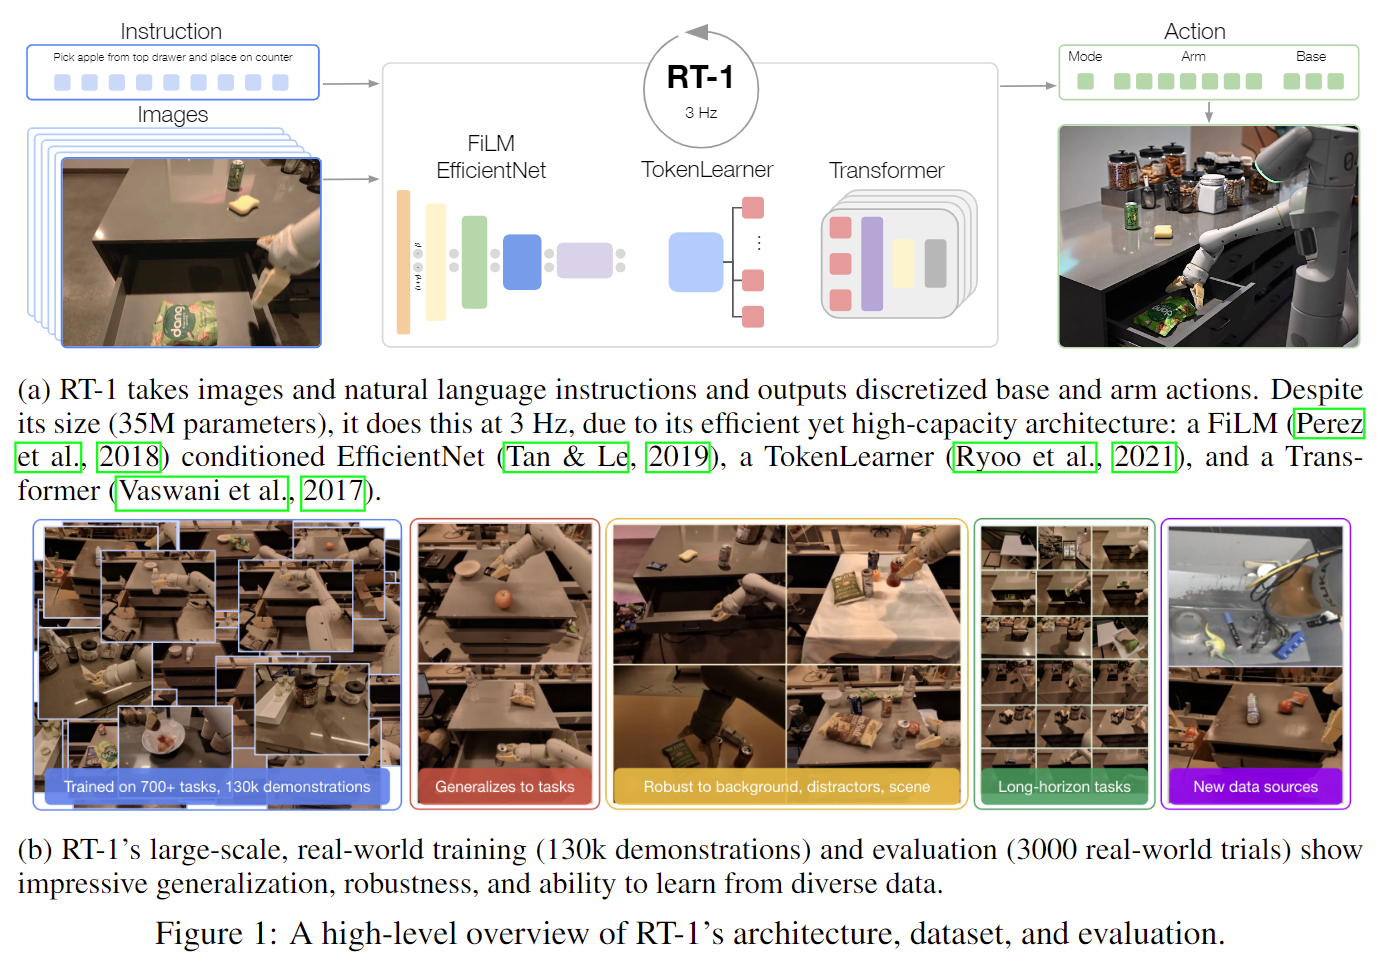 Instruction
Pick apple from top drawer and place on counter
Images
RT-1
3 Hz
FiLM
EfficientNet
TokenLearner
Transformer
Action
Mode Arm Base
dang
(a) RT-1 takes images and natural language instructions and outputs discretized base and arm actions. Despite
its size (35M parameters), it does this at 3 Hz, due to its efficient yet high-capacity architecture: a FiLM (Perez
et al., 2018) conditioned EfficientNet (Tan & Le, 2019), a TokenLearner (Ryoo et al., 2021), and a Trans-
former (Vaswani et al., 2017).
Trained on 700+ tasks, 130k demonstrations
Generalizes to tasks
Robust to background, distractors, scene
Long-horizon tasks
New data sources
(b) RT-1's large-scale, real-world training (130k demonstrations) and evaluation (3000 real-world trials) show
impressive generalization, robustness, and ability to learn from diverse data.
Figure 1: A high-level overview of RT-1's architecture, dataset, and evaluation.